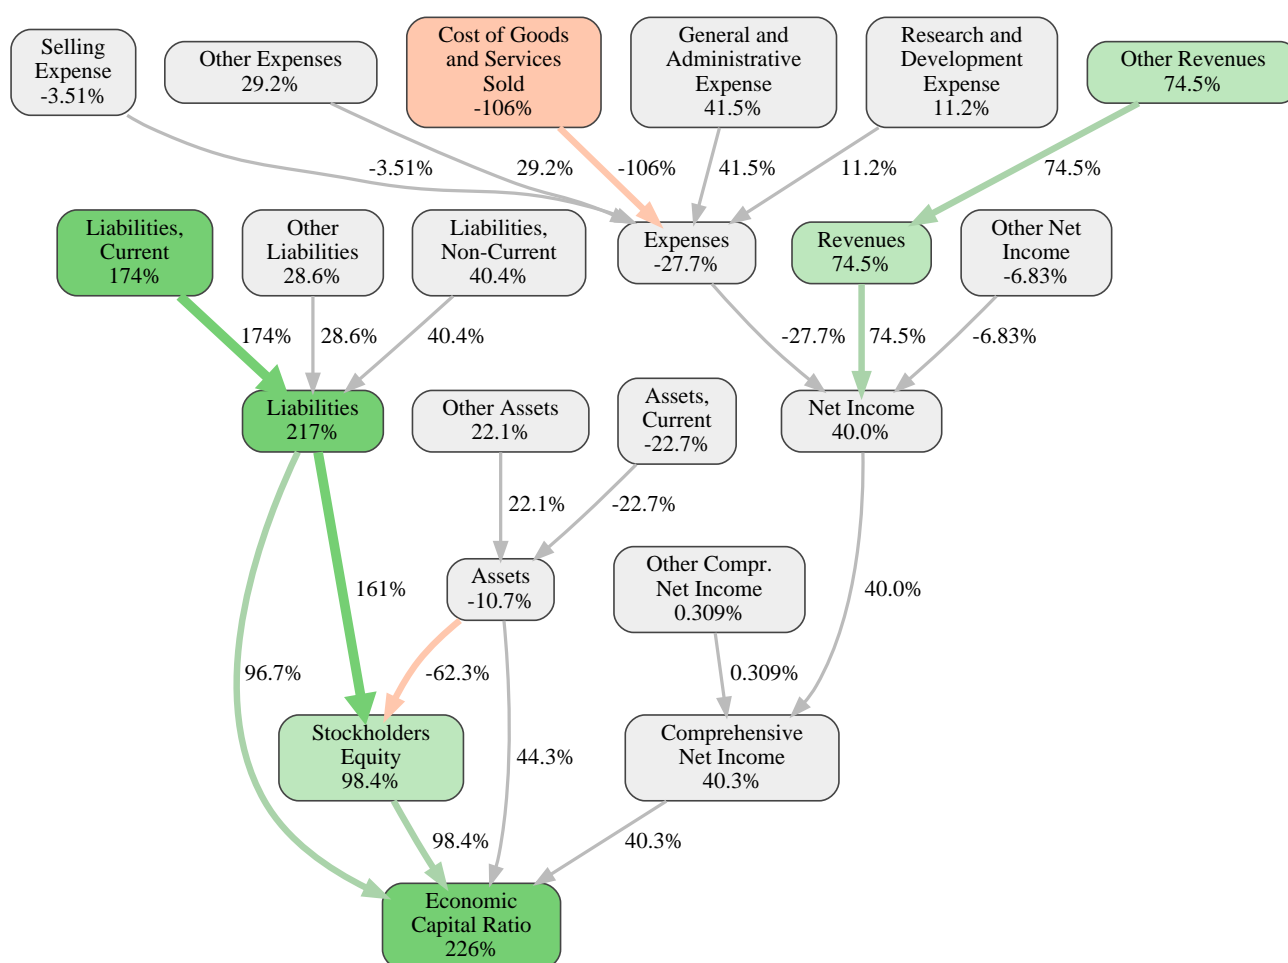 Selling
Expense
-3.51%
Other Expenses
29.2%
Cost of Goods
and Services
Sold
-106%
General and
Administrative
Expense
41.5%
Research and
Development
Expense
11.2%
Other Revenues
74.5%
-3.51%
29.2%
-106%
41.5%
11.2%
74.5%
Liabilities,
Current
174%
Other
Liabilities
28.6%
Liabilities,
Non-Current
40.4%
Expenses
-27.7%
Revenues
74.5%
Other Net
Income
-6.83%
174%
28.6%
40.4%
-27.7%
74.5%
-6.83%
Liabilities
217%
Other Assets
22.1%
Assets,
Current
-22.7%
Net Income
40.0%
22.1%
-22.7%
Assets
-10.7%
Other Compr.
Net Income
0.309%
161%
40.0%
96.7%
-62.3%
0.309%
Stockholders
Equity
98.4%
44.3%
Comprehensive
Net Income
40.3%
98.4%
40.3%
Economic
Capital Ratio
226%